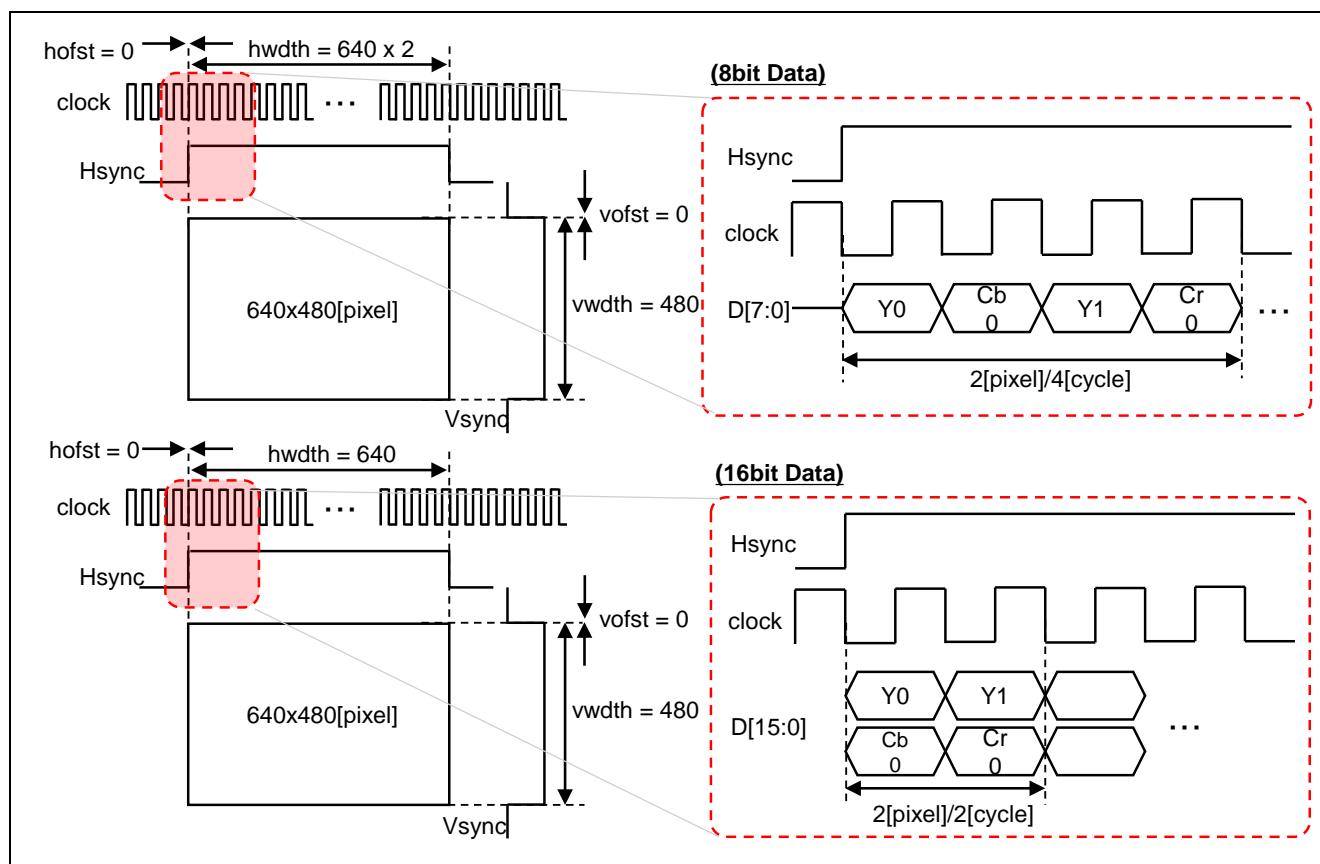 hofst = 0
hwdth = 640 x 2
clock
...
Hsync
vofst = 0
640x480[pixel]
vwdth = 480
Vsync
(8bit Data)
Hsync
clock
D[7:0]
Y0
Cb
0
Y1
Cr
0
...
2[pixel]/4[cycle]
hofst = 0
hwdth = 640
clock
...
Hsync
vofst = 0
640x480[pixel]
vwdth = 480
Vsync
(16bit Data)
Hsync
clock
D[15:0]
Y0
Y1
Cb
0
Cr
0
...
2[pixel]/2[cycle]